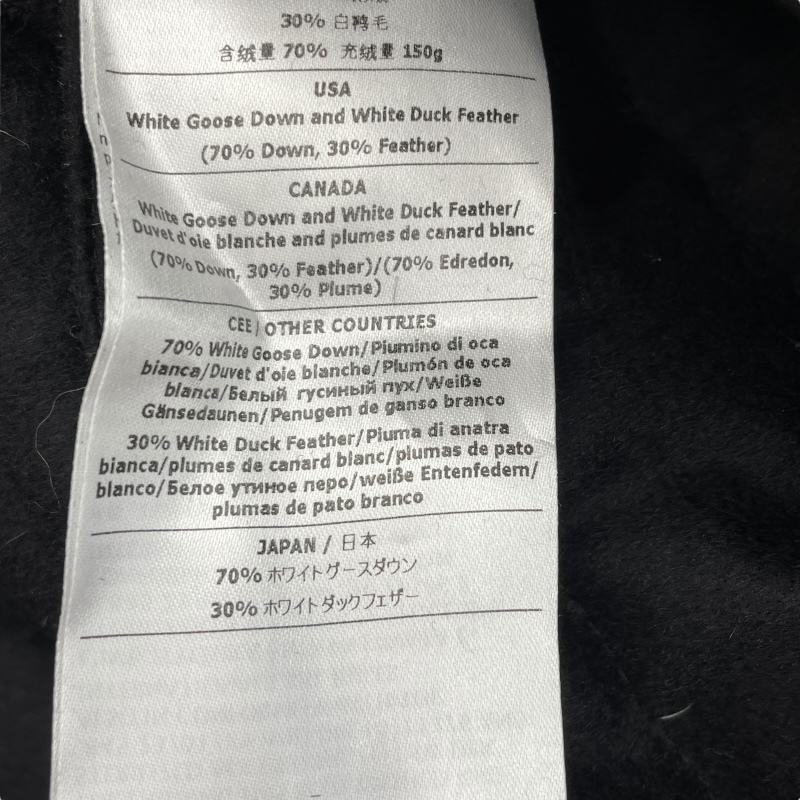 30% 白鸭毛
含绒量 70% 充绒量 150g
USA
White Goose Down and White Duck Feather
(70% Down, 30% Feather)
CANADA
White Goose Down and White Duck Feather/
Duvet d'oie blanche and plumes de canard blanc
(70% Down, 30% Feather)/(70% Edredon,
30% Plume)
CEE | OTHER COUNTRIES
70% White Goose Down/Piumino di oca
bianca/Duvet d'oie blanche/Plumón de oca
blanca/Белый гусиный пух/Weiße
Gänsedaunen/Penugem de ganso branco
30% White Duck Feather/Piuma di anatra
bianca/plumes de canard blanc/plumas de pato
blanco/Белое утиное перо/weiße Entenfedern/
plumas de pato branco
JAPAN / 日本
70% ホワイトグースダウン
30% ホワイトダックフェザー